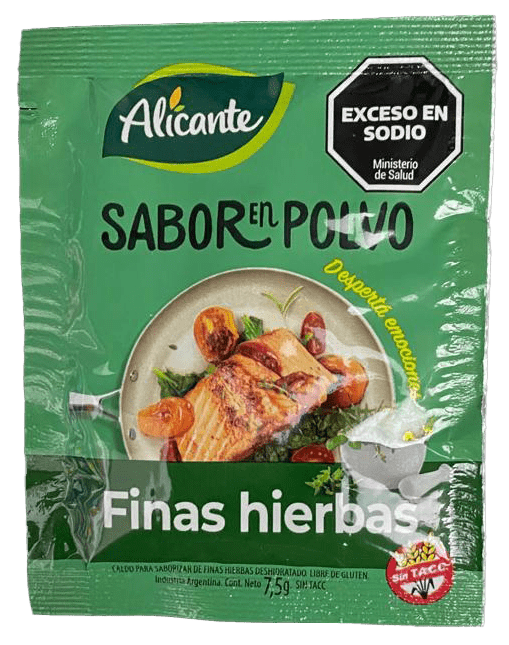 Alicante
EXCESO EN
SODIO
Ministerio
de Salud
SABOR EN POLVO
Despertá emociones
Finas hierbas
CALDO PARA SABORIZAR DE FINAS HIERBAS DESHIDRATADO. LIBRE DE GLUTEN.
Industria Argentina. Cont. Neto 7,5g SIN TACC
Sin T.A.C.C.